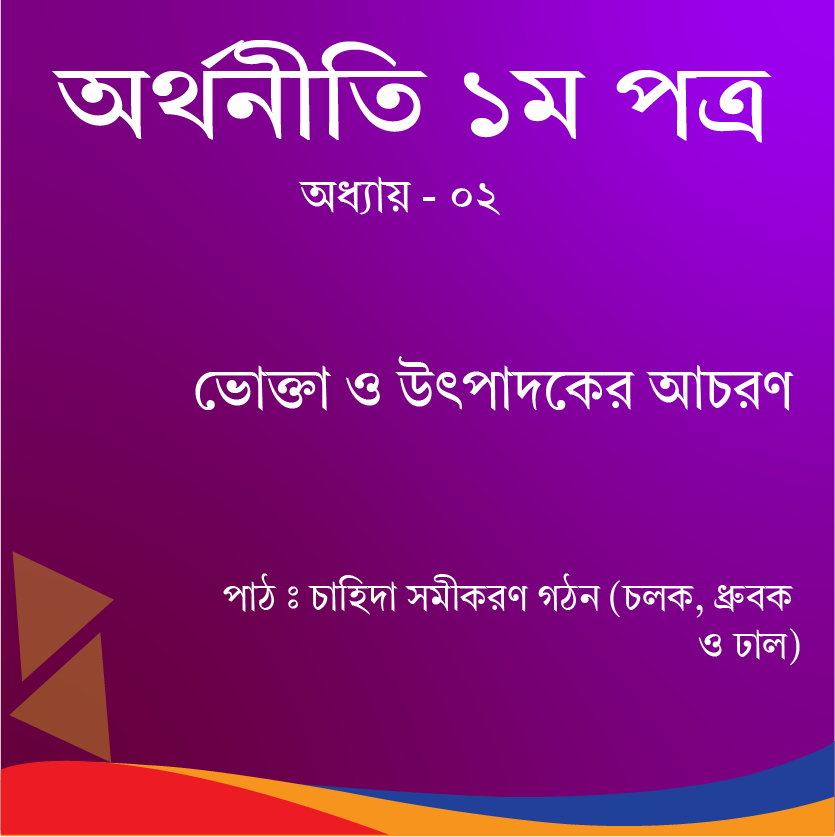 অর্থনীতি ১ম পত্র
অধ্যায় - ০২
ভোক্তা ও উৎপাদকের আচরণ
পাঠ ঃ চাহিদা সমীকরণ গঠন (চলক, ধ্রুবক
ও ঢাল)